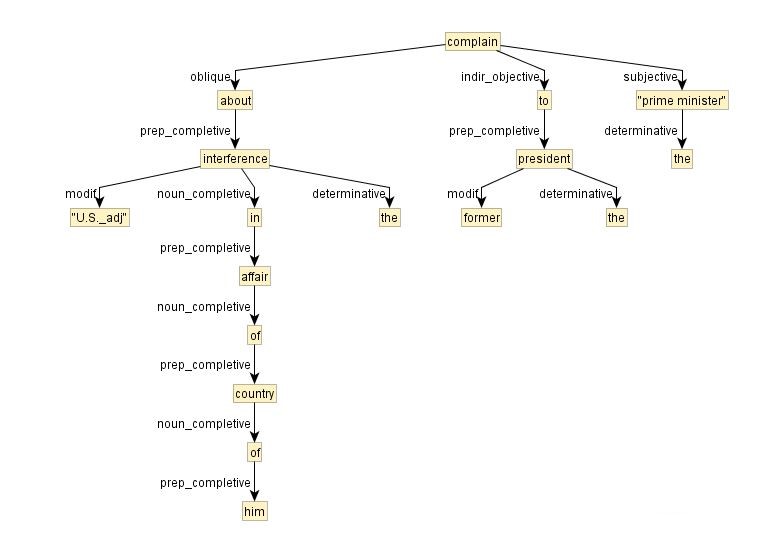 complain
oblique indir_objective subjective
about to "prime minister"
prep_completive prep_completive determinative
interference president the
modif noun_completive determinative modif determinative
"U.S._adj" in the former the
prep_completive
affair
noun_completive
of
prep_completive
country
noun_completive
of
prep_completive
him